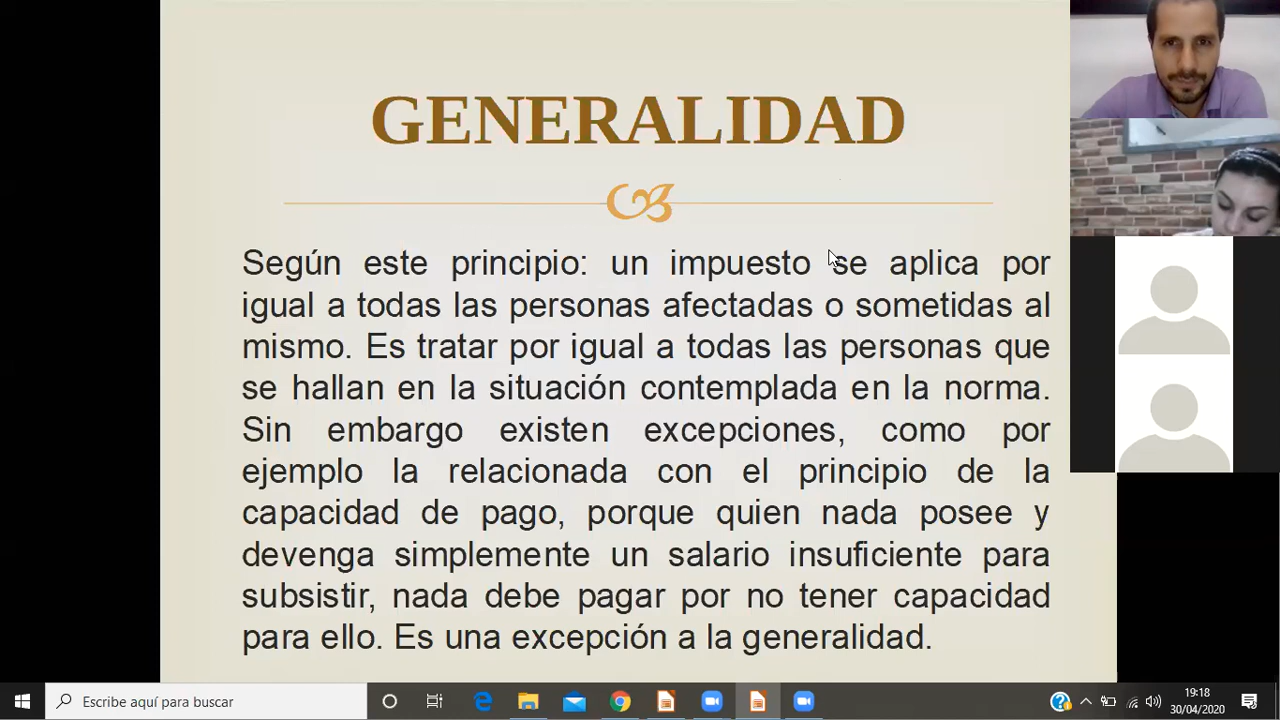 GENERALIDAD
Según este principio: un impuesto se aplica por
igual a todas las personas afectadas o sometidas al
mismo. Es tratar por igual a todas las personas que
se hallan en la situación contemplada en la norma.
Sin embargo existen excepciones, como por
ejemplo la relacionada con el principio de la
capacidad de pago, porque quien nada posee y
devenga simplemente un salario insuficiente para
subsistir, nada debe pagar por no tener capacidad
para ello. Es una excepción a la generalidad.
Escribe aquí para buscar
19:18
30/04/2020